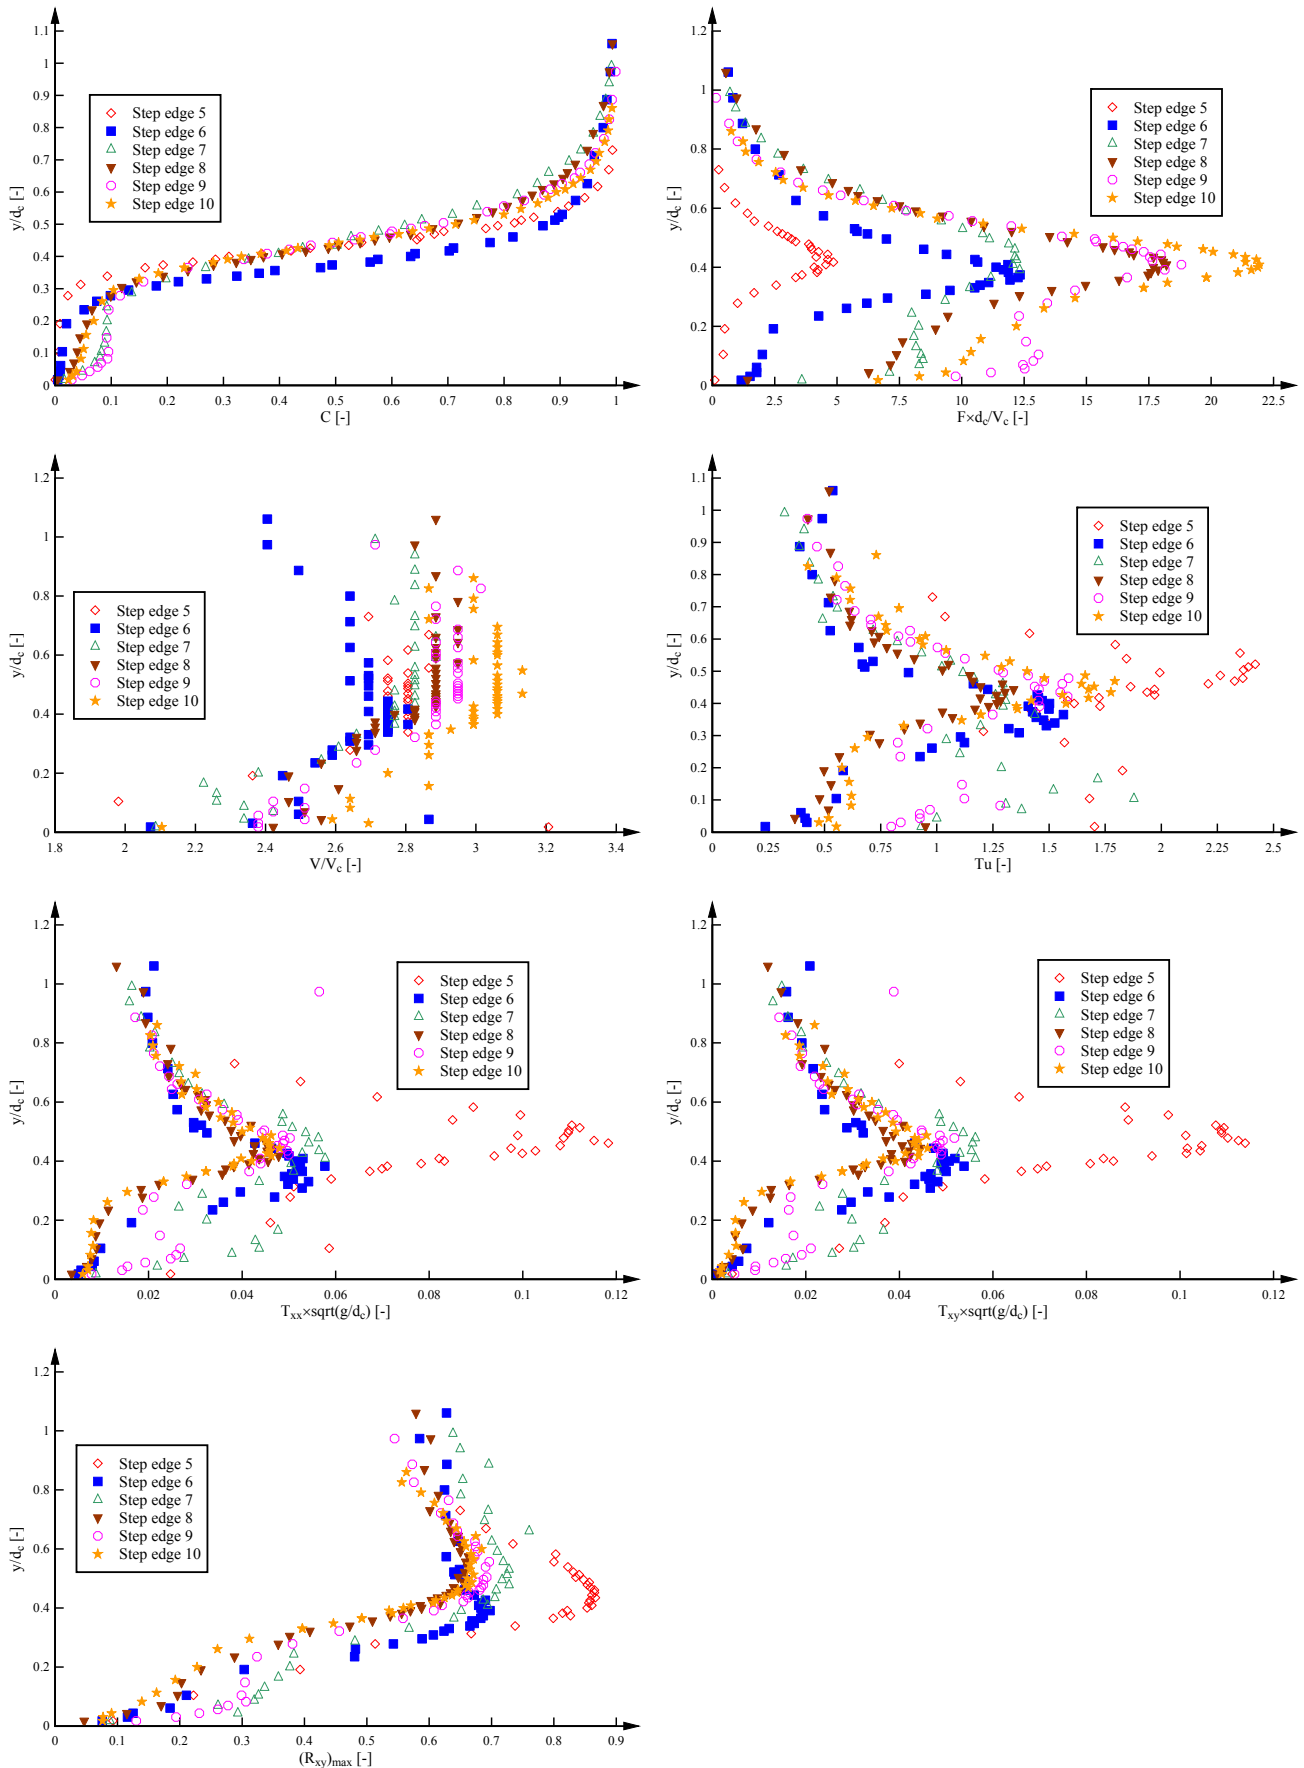 y/dc [-]
1.1
1
0.9
0.8
0.7
0.6
0.5
0.4
0.3
0.2
0.1
0
0 0.1 0.2 0.3 0.4 0.5 0.6 0.7 0.8 0.9 1
C [-]
Step edge 5
Step edge 6
Step edge 7
Step edge 8
Step edge 9
Step edge 10
y/dc [-]
1.2
1
0.8
0.6
0.4
0.2
0
0 2.5 5 7.5 10 12.5 15 17.5 20 22.5
F×dc/Vc [-]
Step edge 5
Step edge 6
Step edge 7
Step edge 8
Step edge 9
Step edge 10
y/dc [-]
1.2
1
0.8
0.6
0.4
0.2
0
1.8 2 2.2 2.4 2.6 2.8 3 3.2 3.4
V/Vc [-]
Step edge 5
Step edge 6
Step edge 7
Step edge 8
Step edge 9
Step edge 10
y/dc [-]
1.1
1
0.9
0.8
0.7
0.6
0.5
0.4
0.3
0.2
0.1
0
0 0.25 0.5 0.75 1 1.25 1.5 1.75 2 2.25 2.5
Tu [-]
Step edge 5
Step edge 6
Step edge 7
Step edge 8
Step edge 9
Step edge 10
y/dc [-]
1.2
1
0.8
0.6
0.4
0.2
0
0 0.02 0.04 0.06 0.08 0.1 0.12
Txx×sqrt(g/dc) [-]
Step edge 5
Step edge 6
Step edge 7
Step edge 8
Step edge 9
Step edge 10
y/dc [-]
1.2
1
0.8
0.6
0.4
0.2
0
0 0.02 0.04 0.06 0.08 0.1 0.12
Txy×sqrt(g/dc) [-]
Step edge 5
Step edge 6
Step edge 7
Step edge 8
Step edge 9
Step edge 10
y/dc [-]
1.2
1
0.8
0.6
0.4
0.2
0
0 0.1 0.2 0.3 0.4 0.5 0.6 0.7 0.8 0.9
(Rxy)max [-]
Step edge 5
Step edge 6
Step edge 7
Step edge 8
Step edge 9
Step edge 10